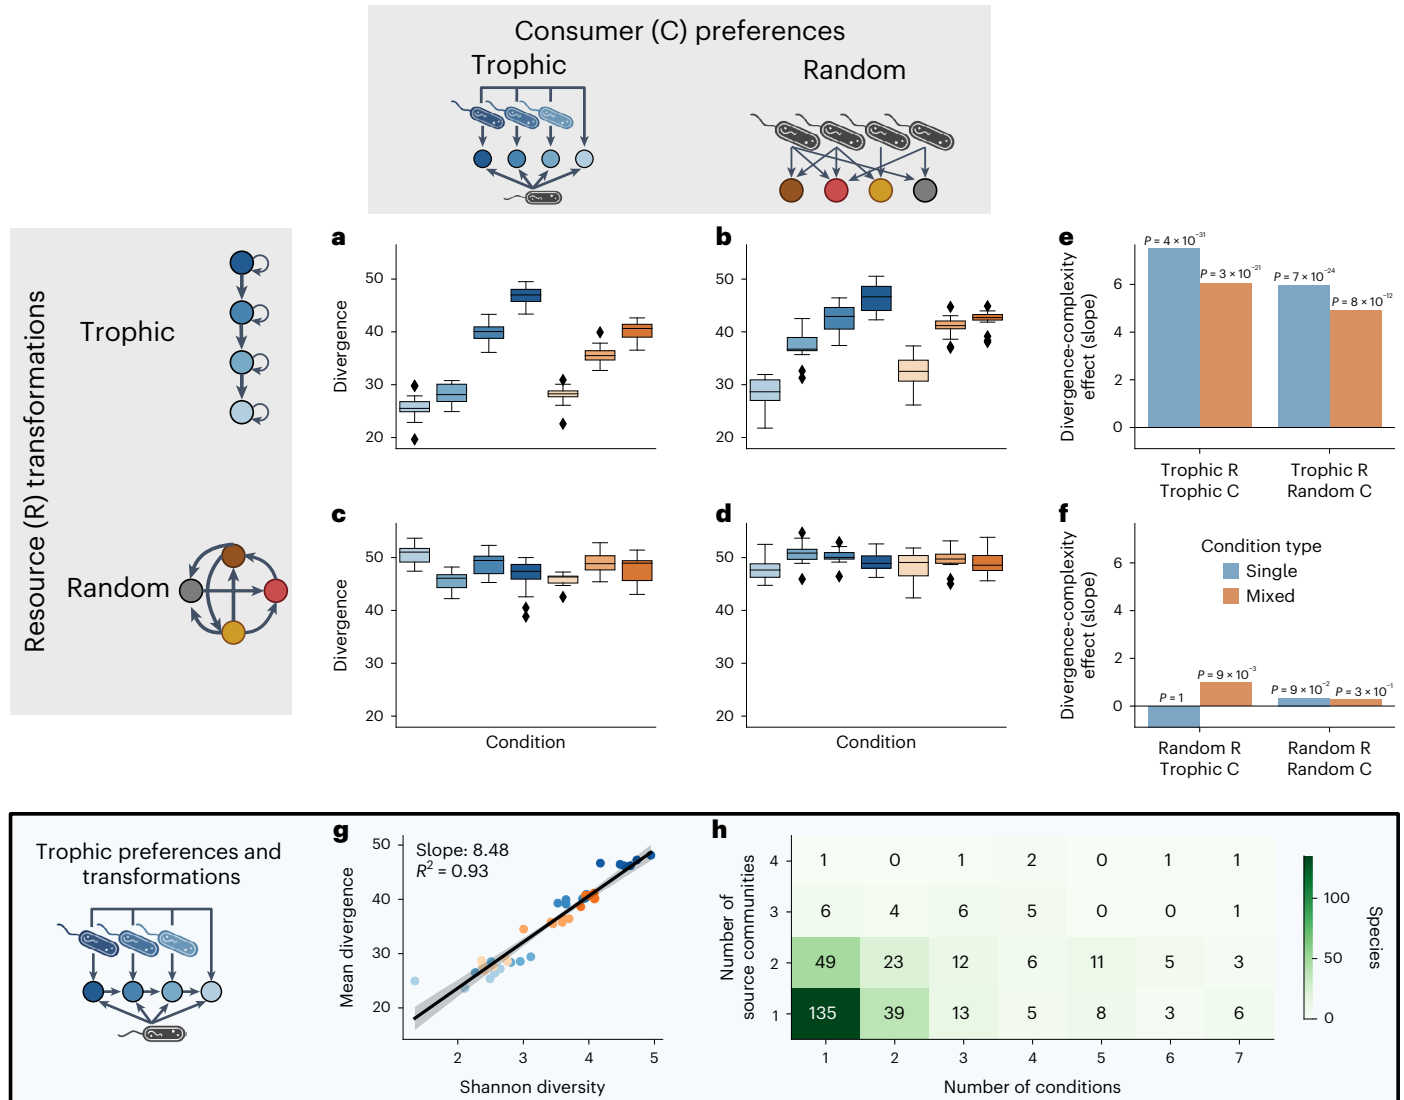 Consumer (C) preferences
Trophic
Random
Resource (R) transformations
Trophic
Random
a
Divergence
50
40
30
20
b
50
40
30
20
e
Divergence-complexity
effect (slope)
6
4
2
0
P = 4 × 10⁻³¹
P = 3 × 10⁻²¹
P = 7 × 10⁻²⁴
P = 8 × 10⁻¹²
Trophic R
Trophic C
Trophic R
Random C
c
Divergence
50
40
30
20
Condition
d
50
40
30
20
Condition
f
Divergence-complexity
effect (slope)
6
4
2
0
Condition type
Single
Mixed
P = 1
P = 9 × 10⁻³
P = 9 × 10⁻²
P = 3 × 10⁻¹
Random R
Trophic C
Random R
Random C
Trophic preferences and
transformations
g
Mean divergence
50
40
30
20
Slope: 8.48
R² = 0.93
2 3 4 5
Shannon diversity
h
Number of
source communities
4 1 0 1 2 0 1 1
3 6 4 6 5 0 0 1
2 49 23 12 6 11 5 3
1 135 39 13 5 8 3 6
1 2 3 4 5 6 7
Number of conditions
100
50
0
Species